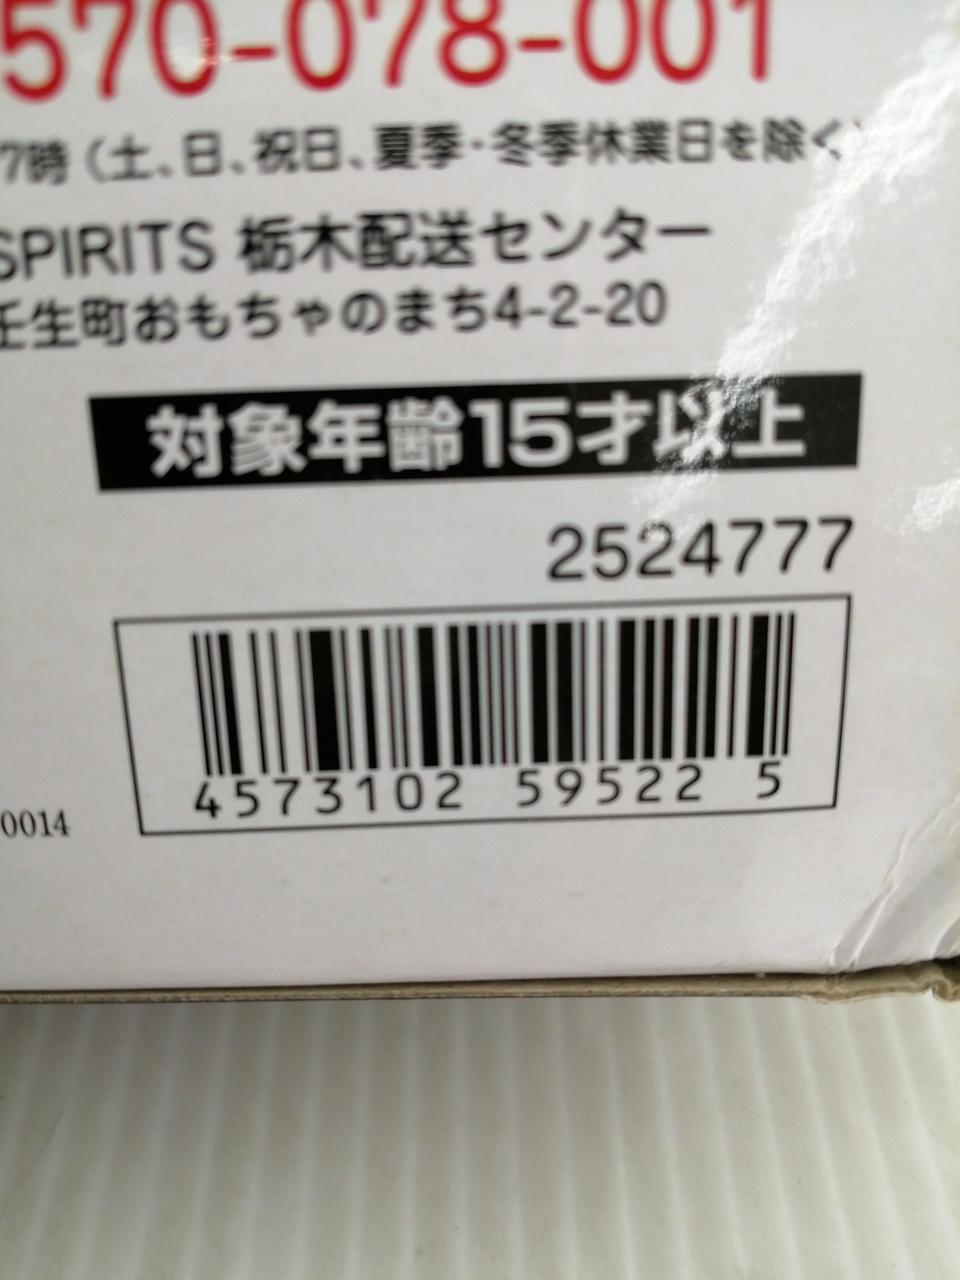 570-078-001
7時（土、日、祝日、夏季・冬季休業日を除く）
SPIRITS 栃木配送センター
壬生町おもちゃのまち4-2-20
対象年齢15才以上
2524777
4573102 59522 5
0014